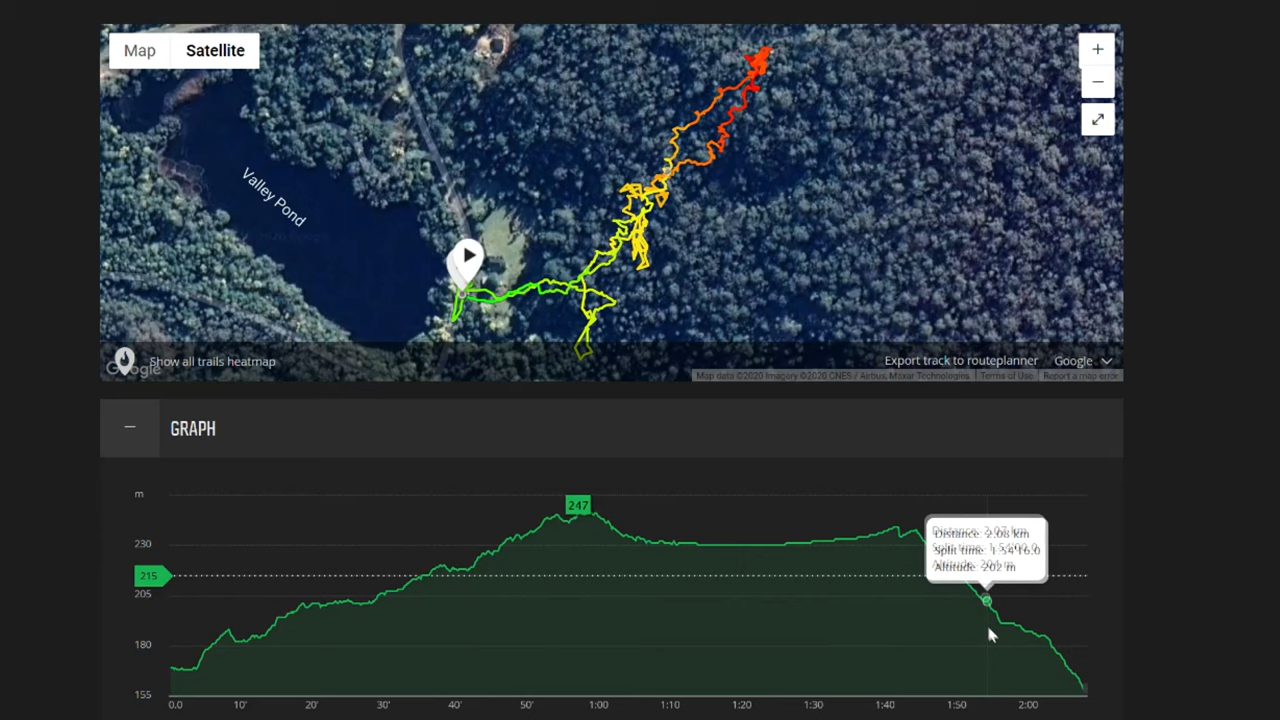 Map Satellite
Valley Pond
Show all trails heatmap
Export track to routeplanner Google
Google
Map data ©2020 Imagery ©2020 CNES / Airbus, Maxar Technologies Terms of Use Report a map error
GRAPH
m
247
230
215
205
180
155
Distance: 2.08 km
Split time: 1:54'16.0
Altitude: 202 m
0.0 10' 20' 30' 40' 50' 1:00 1:10 1:20 1:30 1:40 1:50 2:00